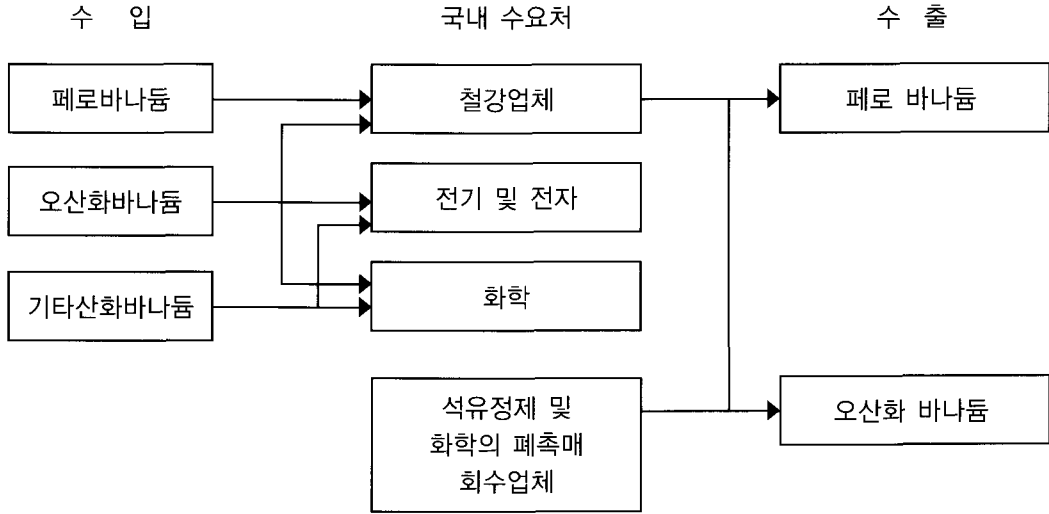 수 입
국내 수요처
수 출
페로바나듐
철강업체
페로 바나듐
오산화바나듐
전기 및 전자
기타산화바나듐
화학
석유정제 및
화학의 폐촉매
회수업체
오산화 바나듐